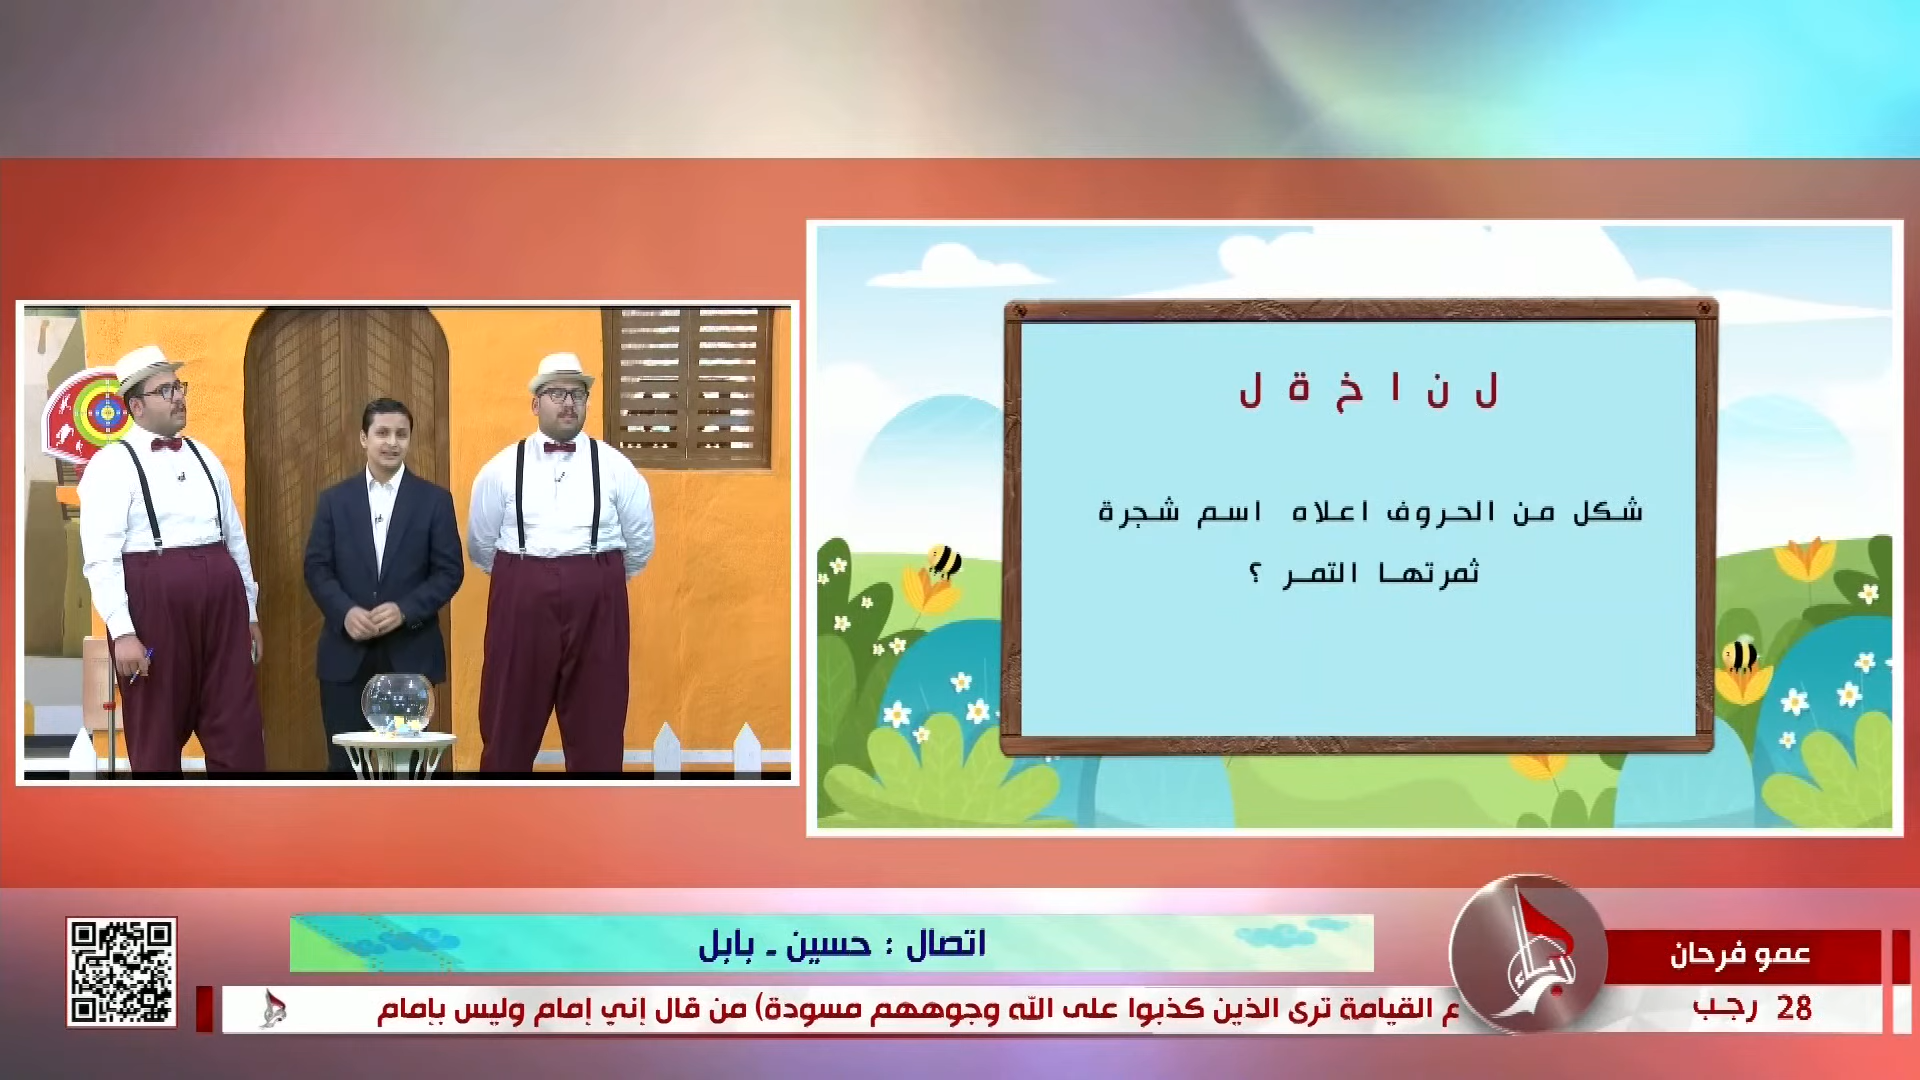 ل ن ا خ ة ل
شكل من الحروف اعلاه اسم شجرة
ثمرتها التمر ؟
اتصال : حسين - بابل
عمو فرحان
28 رجب
ع القيامة ترى الذين كذبوا على الله وجوههم مسودة) من قال إني إمام وليس بإمام